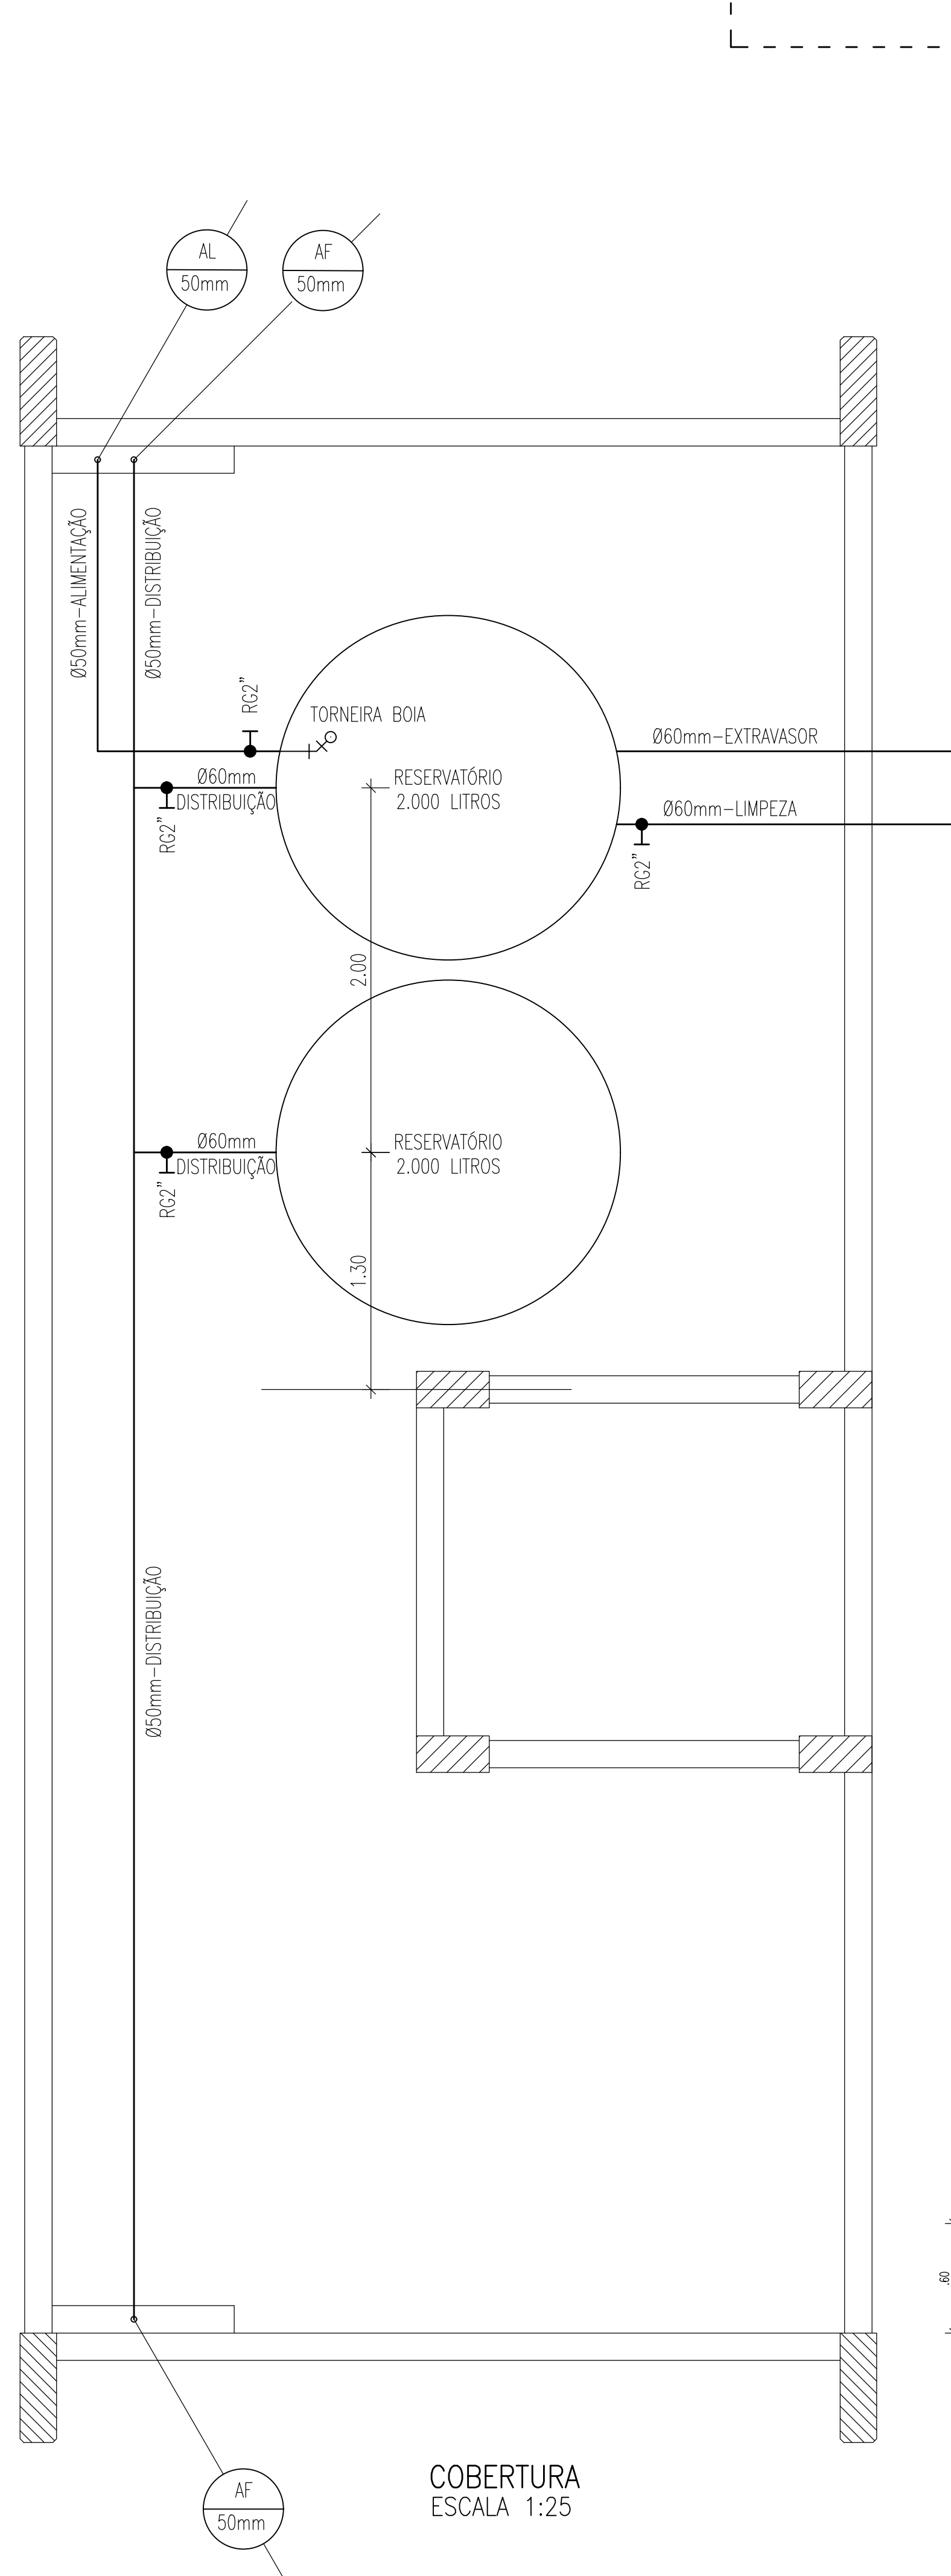 AL
50mm
AF
50mm
Ø50mm-ALIMENTAÇÃO
Ø50mm-DISTRIBUIÇÃO
RG2"
TORNEIRA BOIA
Ø60mm-EXTRAVASOR
Ø60mm
DISTRIBUIÇÃO
RG2"
RESERVATÓRIO
2.000 LITROS
Ø60mm-LIMPEZA
RG2"
2.00
Ø60mm
DISTRIBUIÇÃO
RG2"
RESERVATÓRIO
2.000 LITROS
1.30
Ø50mm-DISTRIBUIÇÃO
.60
COBERTURA
ESCALA 1:25
AF
50mm